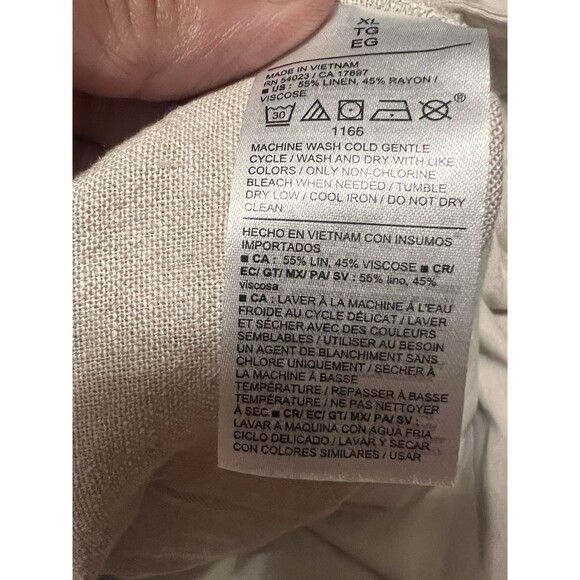 XL
TG
EG
MADE IN VIETNAM
RN 54023 / CA 17897
■ US : 55% LINEN, 45% RAYON /
VISCOSE
30
®
1166
MACHINE WASH COLD GENTLE
CYCLE / WASH AND DRY WITH LIKE
COLORS / ONLY NON-CHLORINE
BLEACH WHEN NEEDED / TUMBLE
DRY LOW / COOL IRON / DO NOT DRY
CLEAN
HECHO EN VIETNAM CON INSUMOS
IMPORTADOS
■ CA : 55% LIN, 45% VISCOSE ■ CR/
EC/ GT/ MX/ PA/ SV : 55% lino, 45%
viscosa
■ CA : LAVER À LA MACHINE À L'EAU
FROIDE AU CYCLE DÉLICAT / LAVER
ET SÉCHER AVEC DES COULEURS
SEMBLABLES / UTILISER AU BESOIN
UN AGENT DE BLANCHIMENT SANS
CHLORE UNIQUEMENT / SÉCHER À
LA MACHINE À BASSE
TEMPÉRATURE / REPASSER À BASSE
TEMPÉRATURE / NE PAS NETTOYER
À SEC ■ CR/ EC/ GT/ MX/ PA/ SV :
LAVAR A MAQUINA CON AGUA FRIA
CICLO DELICADO / LAVAR Y SECAR
CON COLORES SIMILARES / USAR